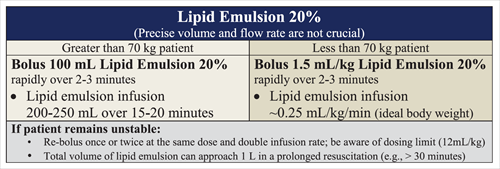 Lipid Emulsion 20%
(Precise volume and flow rate are not crucial)
Greater than 70 kg patient
Less than 70 kg patient
Bolus 100 mL Lipid Emulsion 20%
rapidly over 2-3 minutes
• Lipid emulsion infusion
200-250 mL over 15-20 minutes
Bolus 1.5 mL/kg Lipid Emulsion 20%
rapidly over 2-3 minutes
• Lipid emulsion infusion
~0.25 mL/kg/min (ideal body weight)
If patient remains unstable:
• Re-bolus once or twice at the same dose and double infusion rate; be aware of dosing limit (12mL/kg)
• Total volume of lipid emulsion can approach 1 L in a prolonged resuscitation (e.g., > 30 minutes)